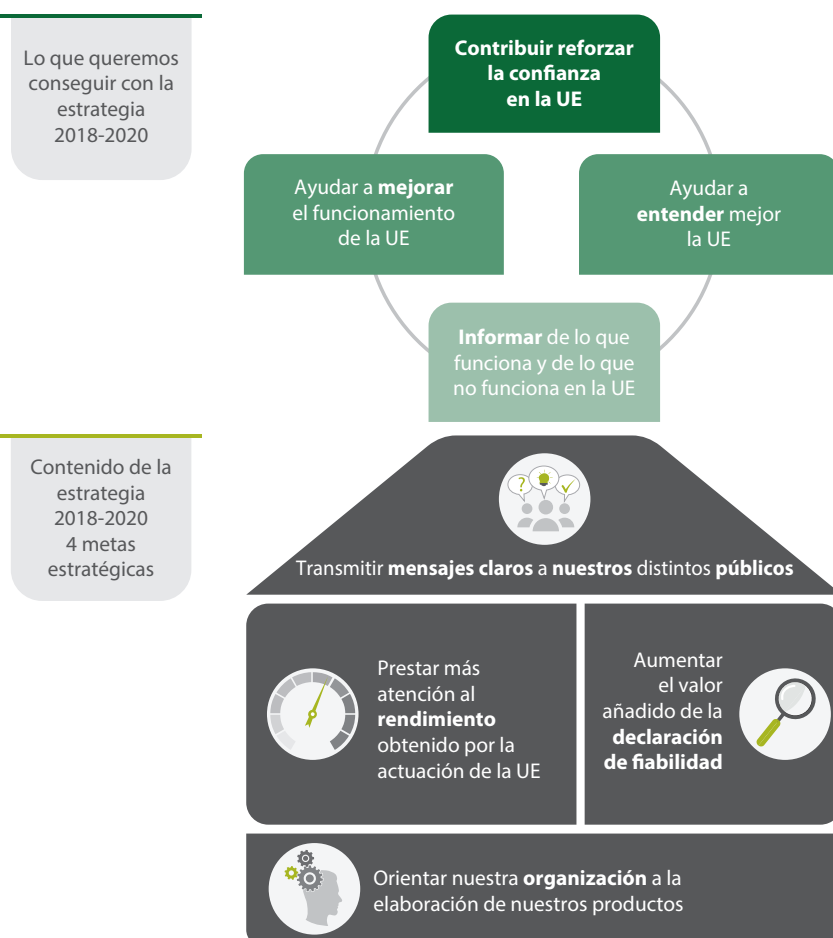 Lo que queremos
conseguir con la
estrategia
2018-2020
Contribuir reforzar
la confianza
en la UE
Ayudar a mejorar
el funcionamiento
de la UE
Ayudar a
entender mejor
la UE
Informar de lo que
funciona y de lo que
no funciona en la UE
Contenido de la
estrategia
2018-2020
4 metas
estratégicas
?
Transmitir mensajes claros a nuestros distintos públicos
Prestar más
atención al
rendimiento
obtenido por la
actuación de la UE
Aumentar
el valor
añadido de la
declaración
de fiabilidad
Orientar nuestra organización a la
elaboración de nuestros productos